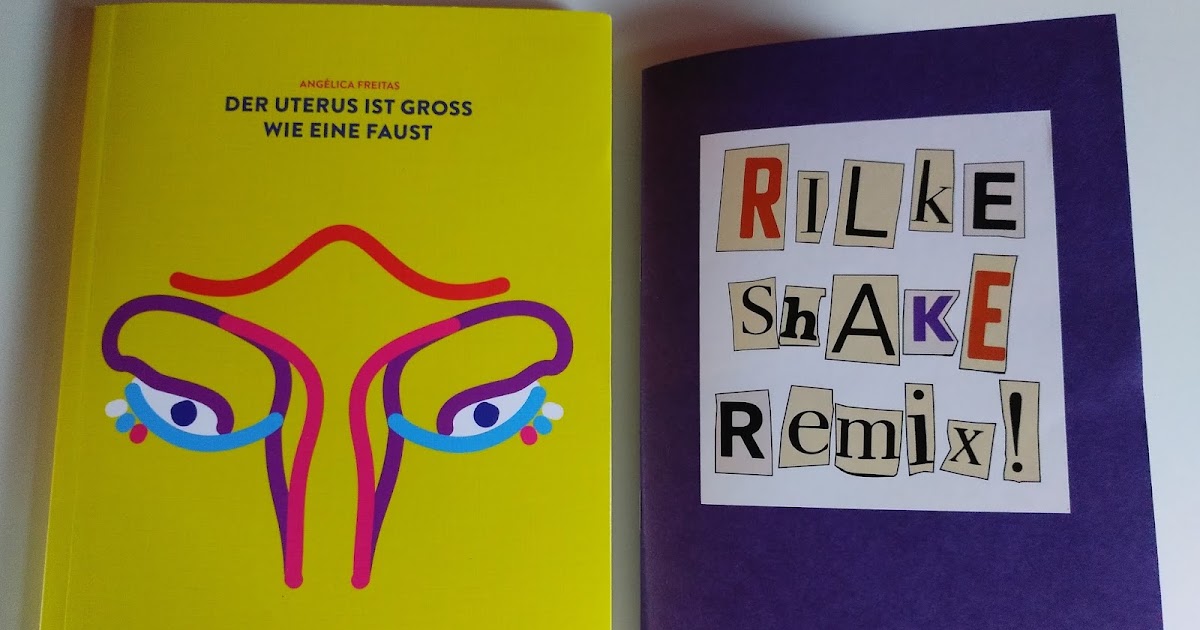 ANGÉLICA FREITAS
DER UTERUS IST GROSS
WIE EINE FAUST
RILkE
ShAKE
Remix!